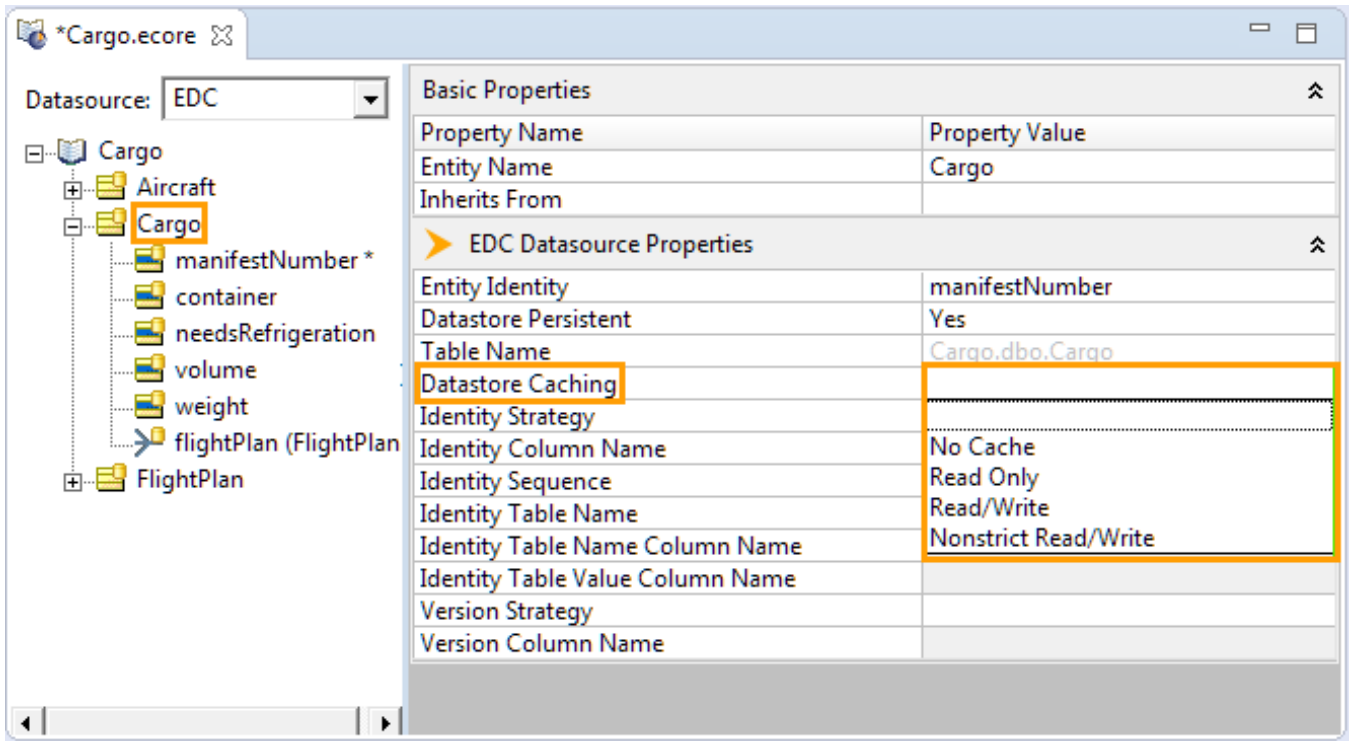 *Cargo.ecore
Datasource: EDC
Cargo
Aircraft
Cargo
manifestNumber *
container
needsRefrigeration
volume
weight
flightPlan (FlightPlan
FlightPlan
Basic Properties
Property Name Property Value
Entity Name Cargo
Inherits From
EDC Datasource Properties
Entity Identity manifestNumber
Datastore Persistent Yes
Table Name Cargo.dbo.Cargo
Datastore Caching
Identity Strategy
Identity Column Name No Cache
Identity Sequence Read Only
Identity Table Name Read/Write
Identity Table Name Column Name Nonstrict Read/Write
Identity Table Value Column Name
Version Strategy
Version Column Name